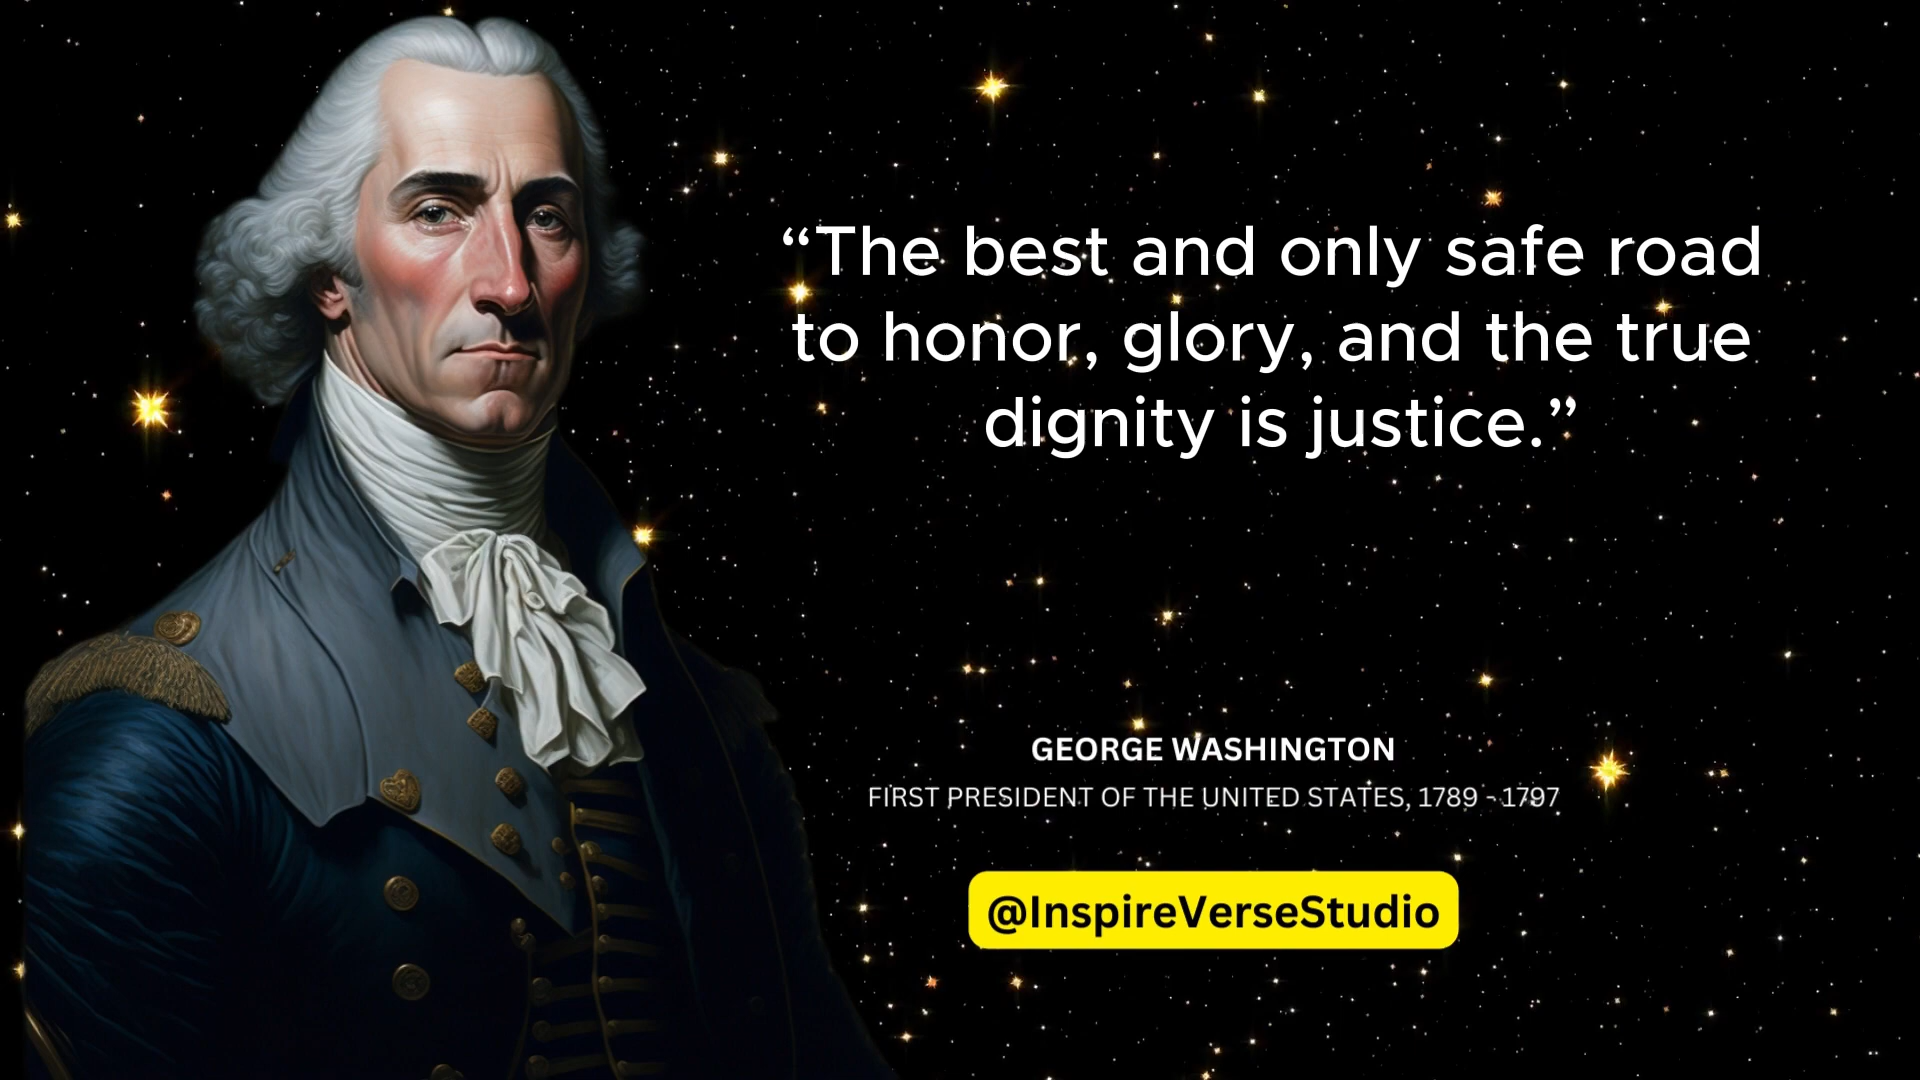 “The best and only safe road
to honor, glory, and the true
dignity is justice.”
GEORGE WASHINGTON
FIRST PRESIDENT OF THE UNITED STATES, 1789 - 1797
@InspireVerseStudio